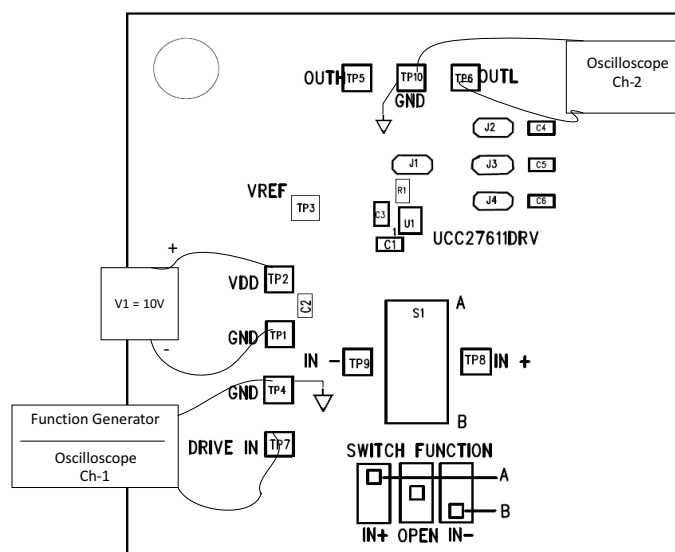 OUTH TP5 TP10 TP6 OUTL
GND
Oscilloscope
Ch-2
J2 C4
J1 J3 C5
R1
J4 C6
VREF
TP3
C3 U1
1
C1
UCC27611DRV
+
V1 = 10V
-
VDD TP2
C2
GND TP1
S1
A
IN - TP9 TP8 IN +
B
GND TP4
Function Generator
Oscilloscope
Ch-1
DRIVE IN TP7
SWITCH FUNCTION
A
B
IN+ OPEN IN-